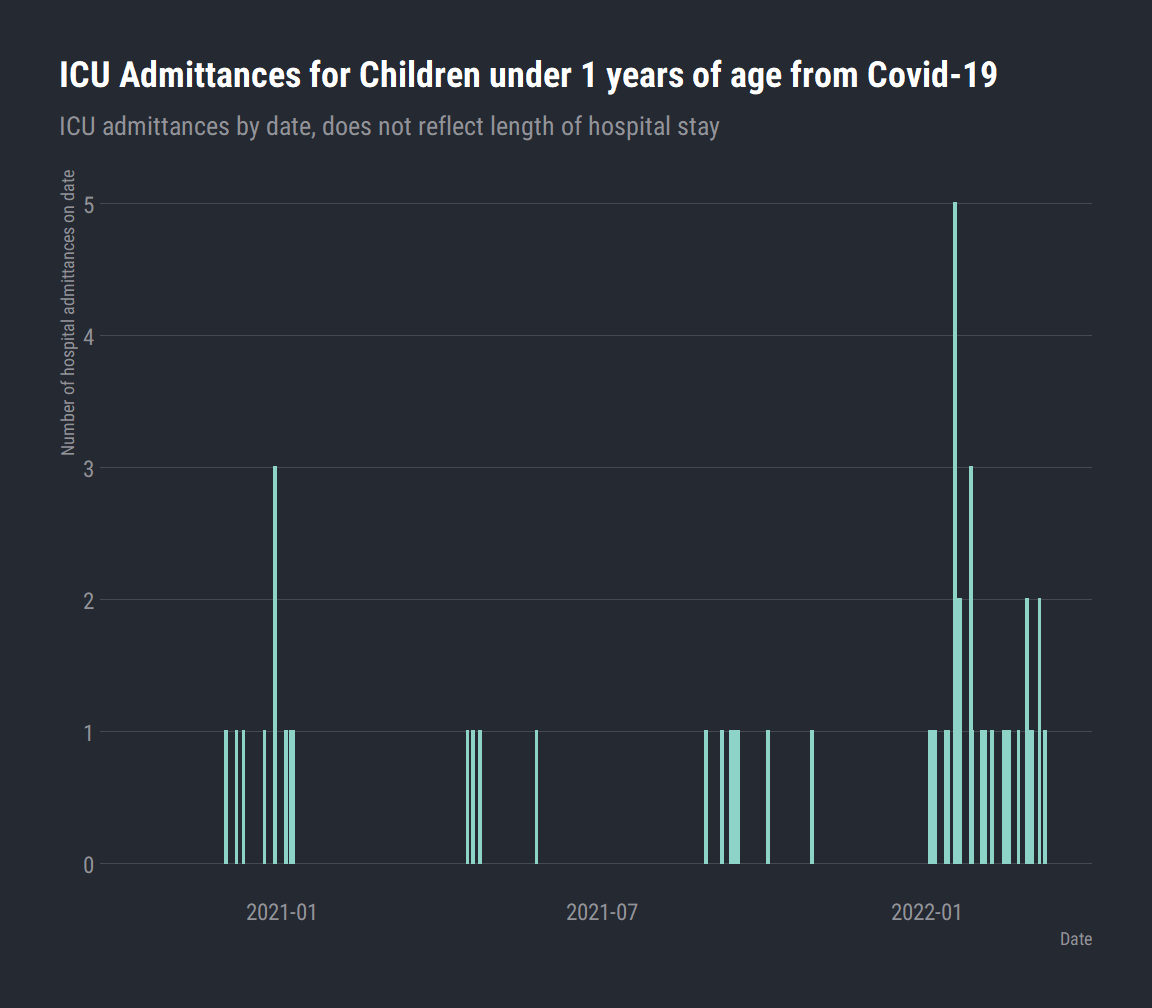 ICU Admittances for Children under 1 years of age from Covid-19
ICU admittances by date, does not reflect length of hospital stay
Number of hospital admittances on date
5
4
3
2
1
0
2021-01
2021-07
2022-01
Date